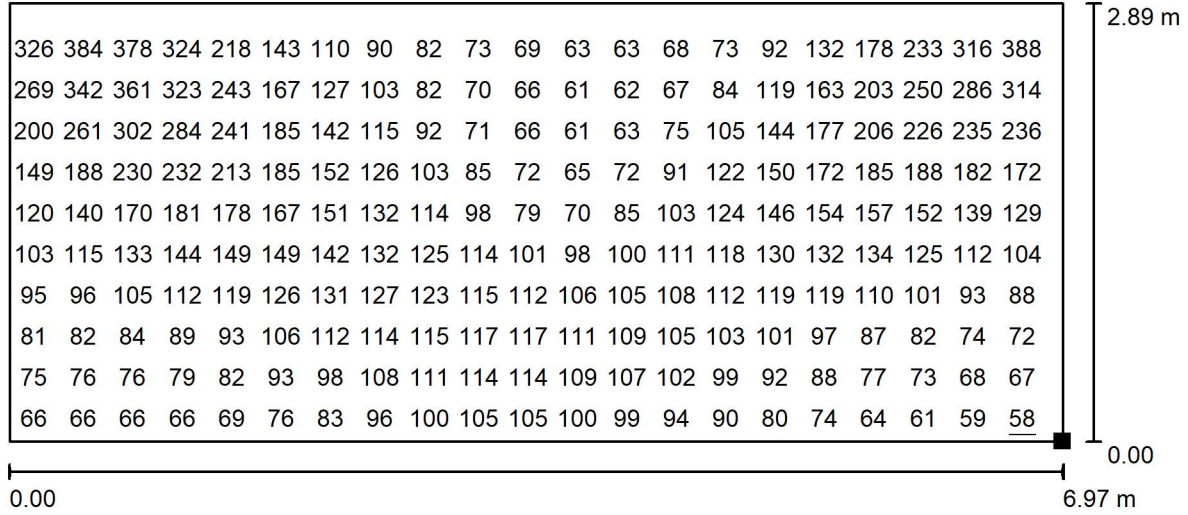 2.89 m
326 384 378 324 218 143 110 90 82 73 69 63 63 68 73 92 132 178 233 316 388
269 342 361 323 243 167 127 103 82 70 66 61 62 67 84 119 163 203 250 286 314
200 261 302 284 241 185 142 115 92 71 66 61 63 75 105 144 177 206 226 235 236
149 188 230 232 213 185 152 126 103 85 72 65 72 91 122 150 172 185 188 182 172
120 140 170 181 178 167 151 132 114 98 79 70 85 103 124 146 154 157 152 139 129
103 115 133 144 149 149 142 132 125 114 101 98 100 111 118 130 132 134 125 112 104
95 96 105 112 119 126 131 127 123 115 112 106 105 108 112 119 119 110 101 93 88
81 82 84 89 93 106 112 114 115 117 117 111 109 105 103 101 97 87 82 74 72
75 76 76 79 82 93 98 108 111 114 114 109 107 102 99 92 88 77 73 68 67
66 66 66 66 69 76 83 96 100 105 105 100 99 94 90 80 74 64 61 59 58
0.00
0.00 6.97 m